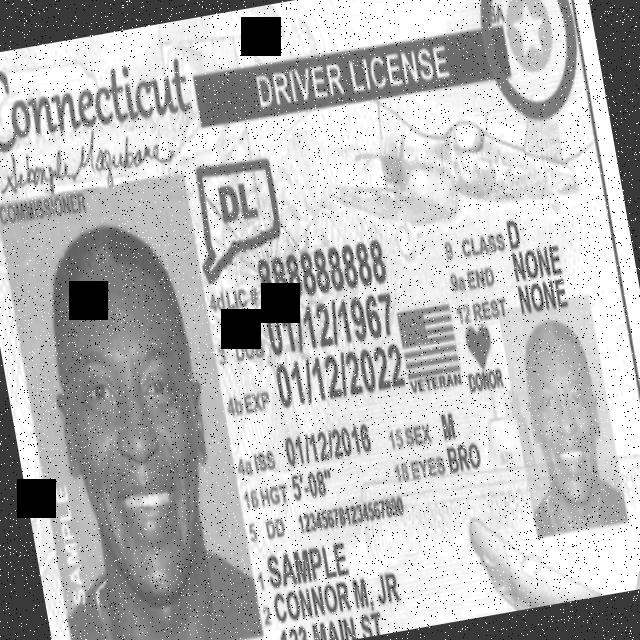 Connecticut
DRIVER LICENSE
COMMISSIONER
DL
4d LIC # 888888888
9 CLASS D
9a END NONE
12 REST NONE
3 DOB 01/12/1967
4b EXP 01/12/2022
VETERAN
DONOR
4a ISS 01/12/2016
15 SEX M
16 HGT 5'-08"
18 EYES BRO
5 DD 123456781234567890
1 SAMPLE
2 CONNOR M, JR
123 MAIN ST
SAMPLE